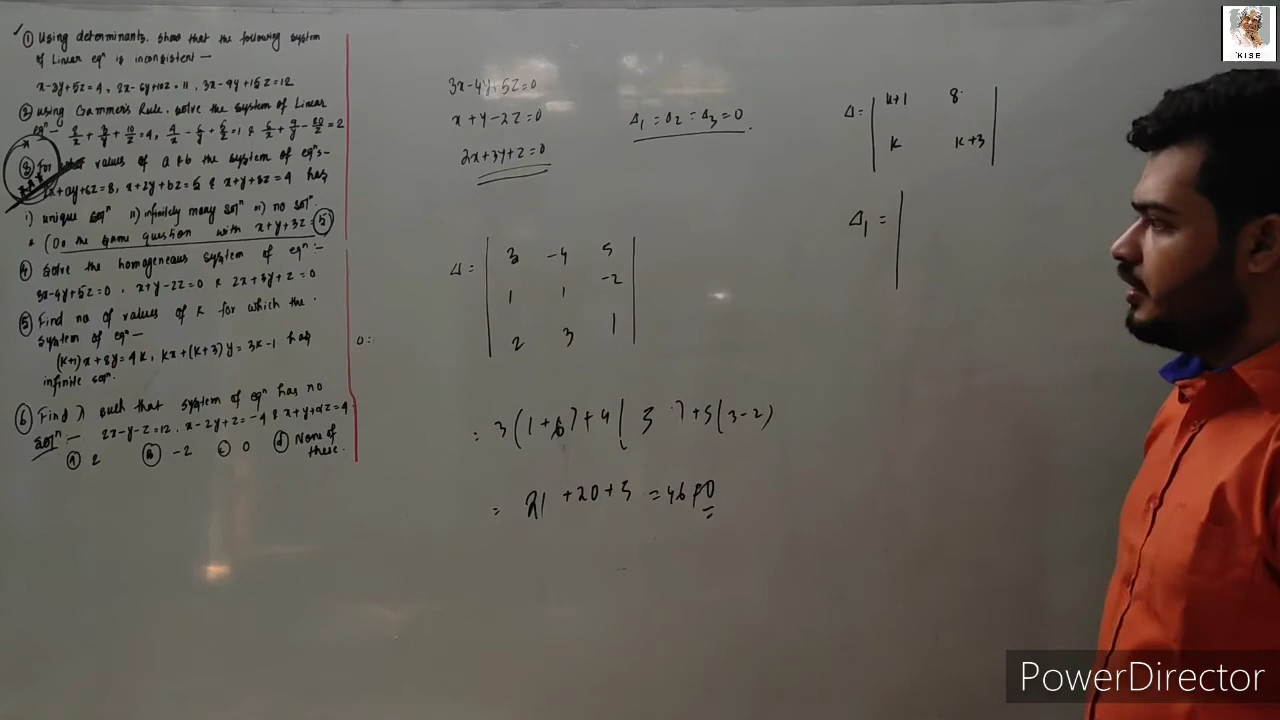 ① Using determinants, show that the following system
of Linear eqⁿ is inconsistent —
x-3y+5z=4, 2x-6y+10z=11, 3x-9y+15z=12
② Using Cramer's Rule, solve the system of Linear
eqⁿ — 2/x + 3/y + 10/z = 4, 4/x - 6/y + 5/z = 1 & 6/x + 9/y - 20/z = 2
③ For values of a & b the system of eqⁿs-
x+ay+6z=8, x+2y+bz=5 & x+y+3z=4 has
i) unique solⁿ ii) infinitely many solⁿ no solⁿ.
* (Do the same question with x+y+3z= 5)
④ Solve the homogeneous system of eqⁿ :-
3x-4y+5z=0, x+y-2z=0 & 2x+3y+z=0
⑤ Find no of values of k for which the
system of eqⁿ —
(k+1)x+8y=4k, kx+(k+3)y=3k-1 has
infinite solⁿ.
⑥ Find λ such that system of eqⁿ has no
solⁿ :- 2x-y-z=12, x-2y+z=-4 & x+y+λz=4
ⓐ 2 ⓑ -2 ⓒ 0 ⓓ None of
these.
3x-4y+5z=0
x+y-2z=0
2x+3y+z=0
Δ₁=Δ₂=Δ₃=0.
Δ= | 3 -4 5
1 1 -2
2 3 1 |
= 3(1+6)+4( 5 )+5(3-2)
= 21 +20+5 =46≠0
Δ= | k+1 8
k k+3 |
Δ₁ = |
KISE
PowerDirector